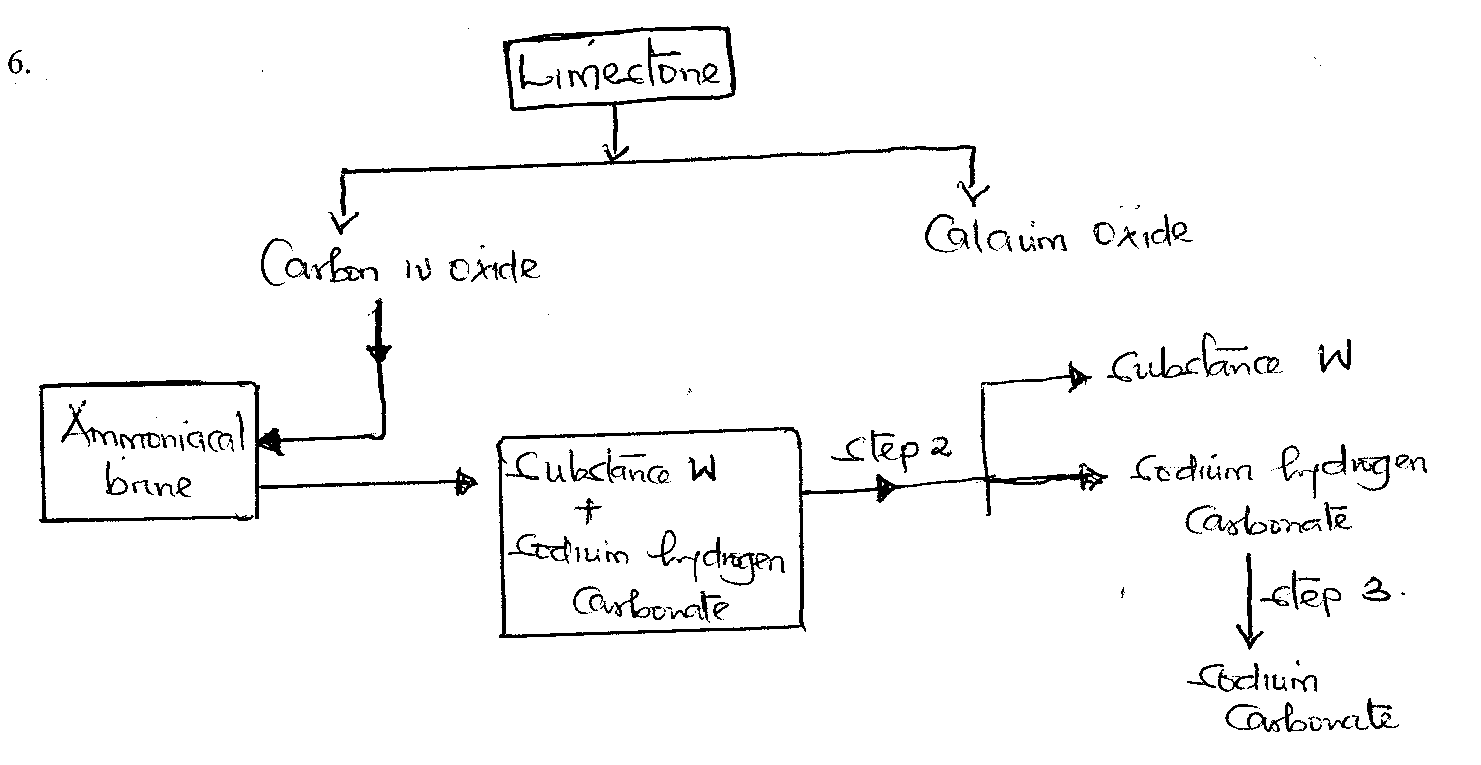 6.
Limestone
Carbon iv oxide
Calcium oxide
Ammoniacal
brine
Substance W
+
Sodium hydrogen
Carbonate
Step 2
Substance W
Sodium hydrogen
Carbonate
Step 3.
Sodium
Carbonate